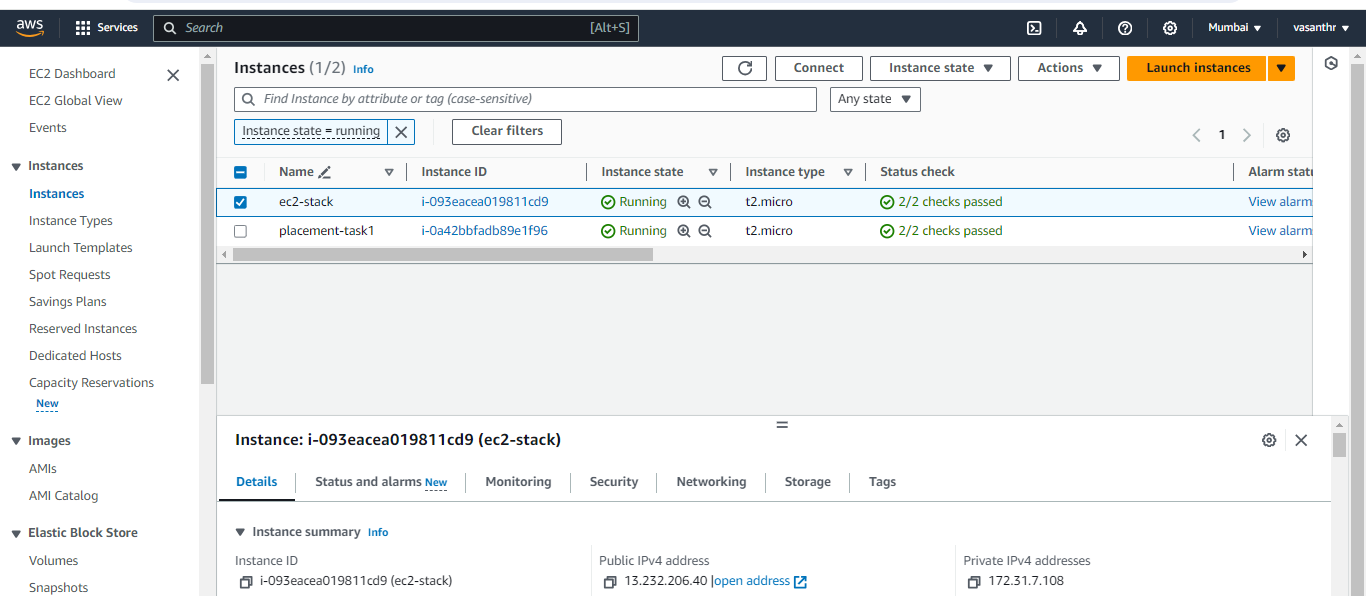 aws Services Search [Alt+S] Mumbai vasanthr
EC2 Dashboard
EC2 Global View
Events
Instances
Instances
Instance Types
Launch Templates
Spot Requests
Savings Plans
Reserved Instances
Dedicated Hosts
Capacity Reservations
New
Images
AMIs
AMI Catalog
Elastic Block Store
Volumes
Snapshots
Instances (1/2) Info Connect Instance state Actions Launch instances
Find Instance by attribute or tag (case-sensitive) Any state
Instance state = running Clear filters 1
Name Instance ID Instance state Instance type Status check Alarm statu
ec2-stack i-093eacea019811cd9 Running t2.micro 2/2 checks passed View alarm
placement-task1 i-0a42bbfadb89e1f96 Running t2.micro 2/2 checks passed View alarm
Instance: i-093eacea019811cd9 (ec2-stack)
Details Status and alarms New Monitoring Security Networking Storage Tags
Instance summary Info
Instance ID Public IPv4 address Private IPv4 addresses
i-093eacea019811cd9 (ec2-stack) 13.232.206.40 |open address 172.31.7.108